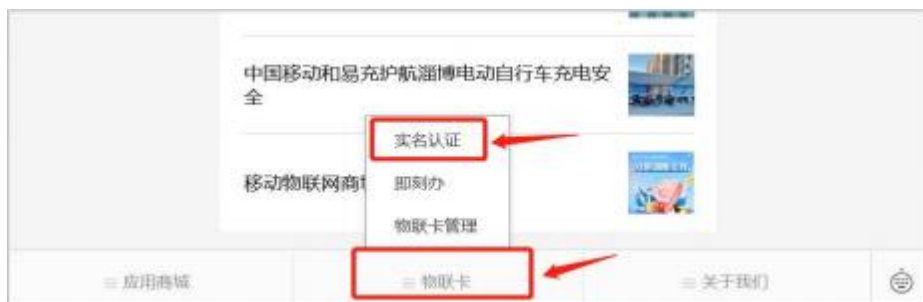 中国移动和易充护航淄博电动自行车充电安
全
实名认证
移动物联网商
即刻办
物联卡管理
应用商城
物联卡
关于我们